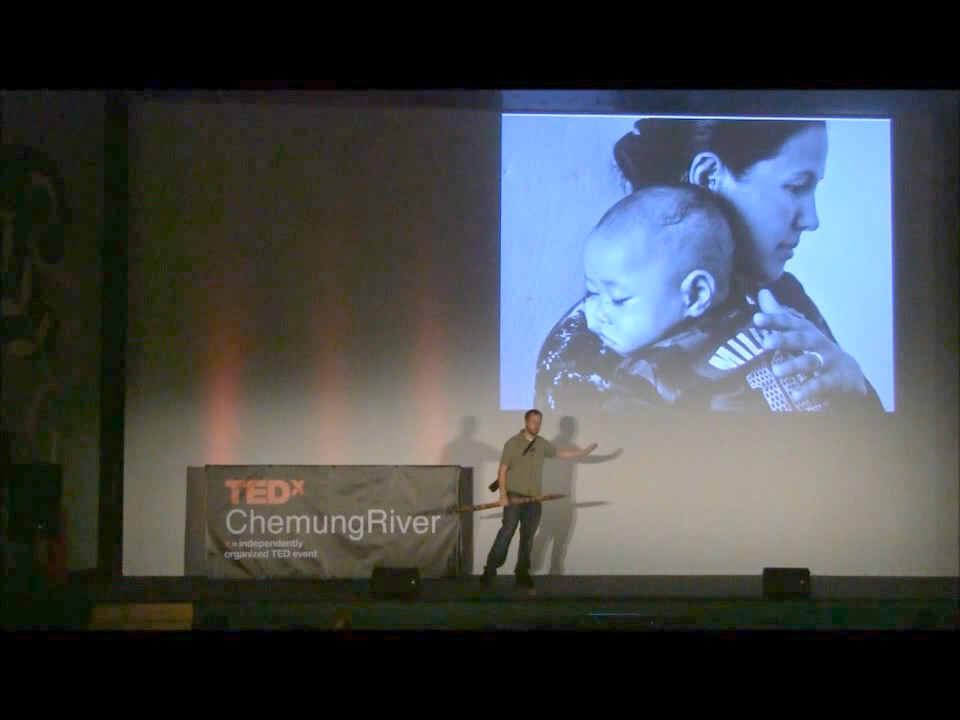 TEDx
ChemungRiver
x = independently
organized TED event